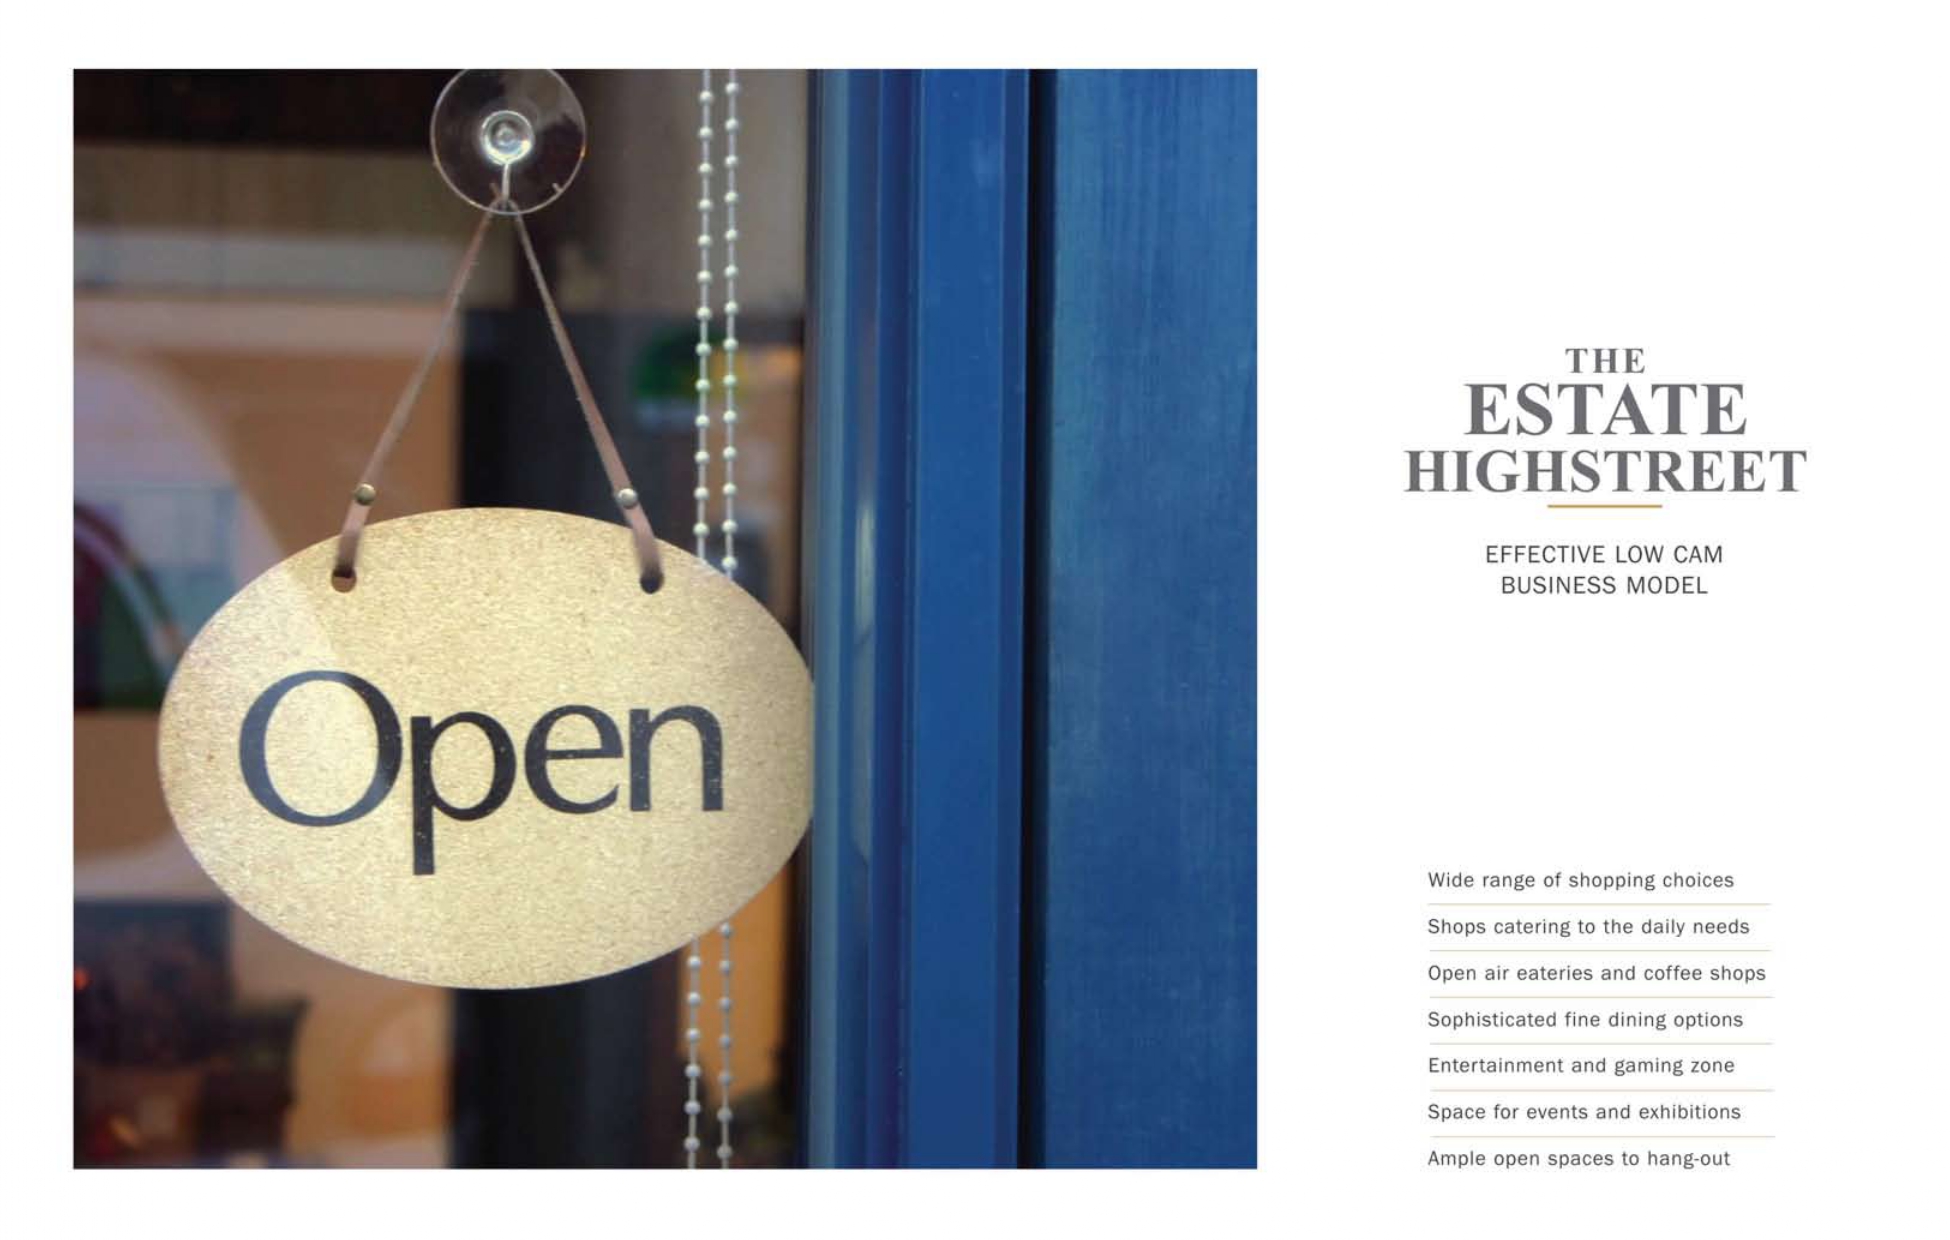 Open
THE
ESTATE
HIGHSTREET
EFFECTIVE LOW CAM
BUSINESS MODEL
Wide range of shopping choices
Shops catering to the daily needs
Open air eateries and coffee shops
Sophisticated fine dining options
Entertainment and gaming zone
Space for events and exhibitions
Ample open spaces to hang-out